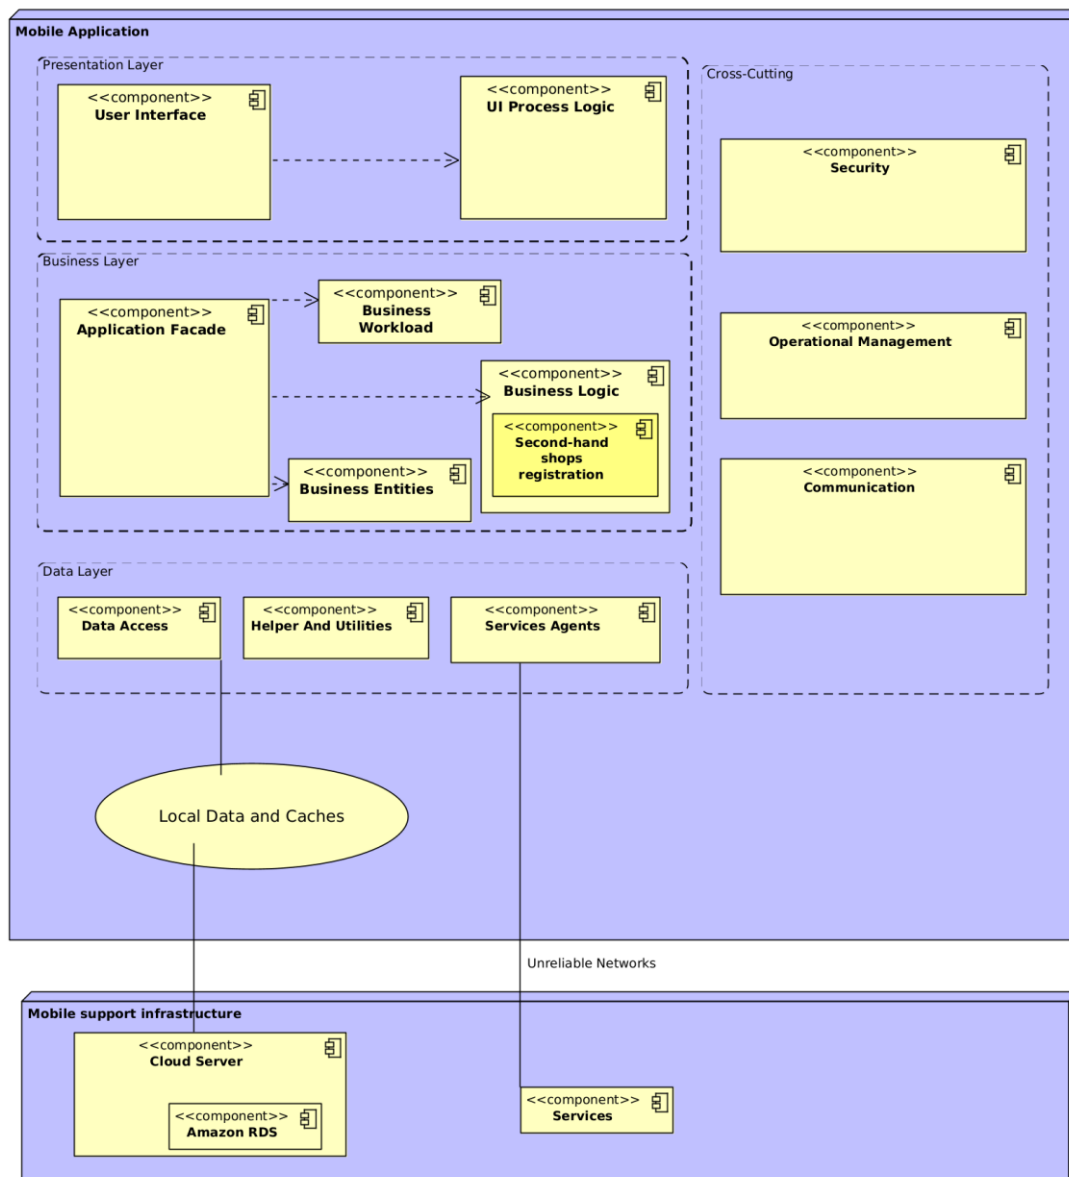 Mobile Application
Presentation Layer
<<component>>
User Interface
<<component>>
UI Process Logic
Cross-Cutting
<<component>>
Security
<<component>>
Operational Management
<<component>>
Communication
Business Layer
<<component>>
Application Facade
<<component>>
Business
Workload
<<component>>
Business Logic
<<component>>
Second-hand
shops
registration
<<component>>
Business Entities
Data Layer
<<component>>
Data Access
<<component>>
Helper And Utilities
<<component>>
Services Agents
Local Data and Caches
Unreliable Networks
Mobile support infrastructure
<<component>>
Cloud Server
<<component>>
Amazon RDS
<<component>>
Services